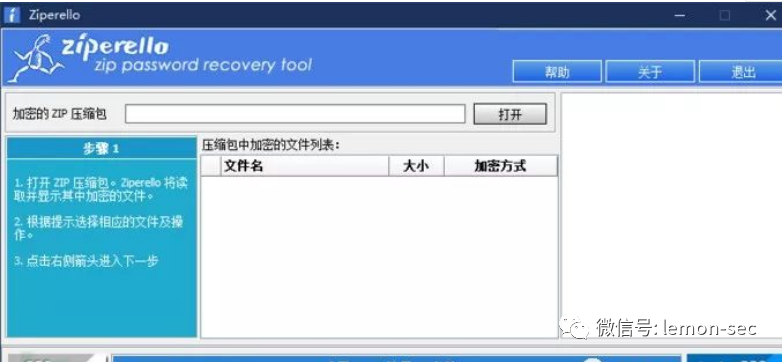 Ziperello
ziperello
zip password recovery tool
帮助 关于 退出
加密的 ZIP 压缩包 打开
步骤 1
1. 打开 ZIP 压缩包。Ziperello 将读
取并显示其中加密的文件。
2. 根据提示选择相应的文件及操
作。
3. 点击右侧箭头进入下一步
压缩包中加密的文件列表：
文件名 大小 加密方式
微信号: lemon-sec